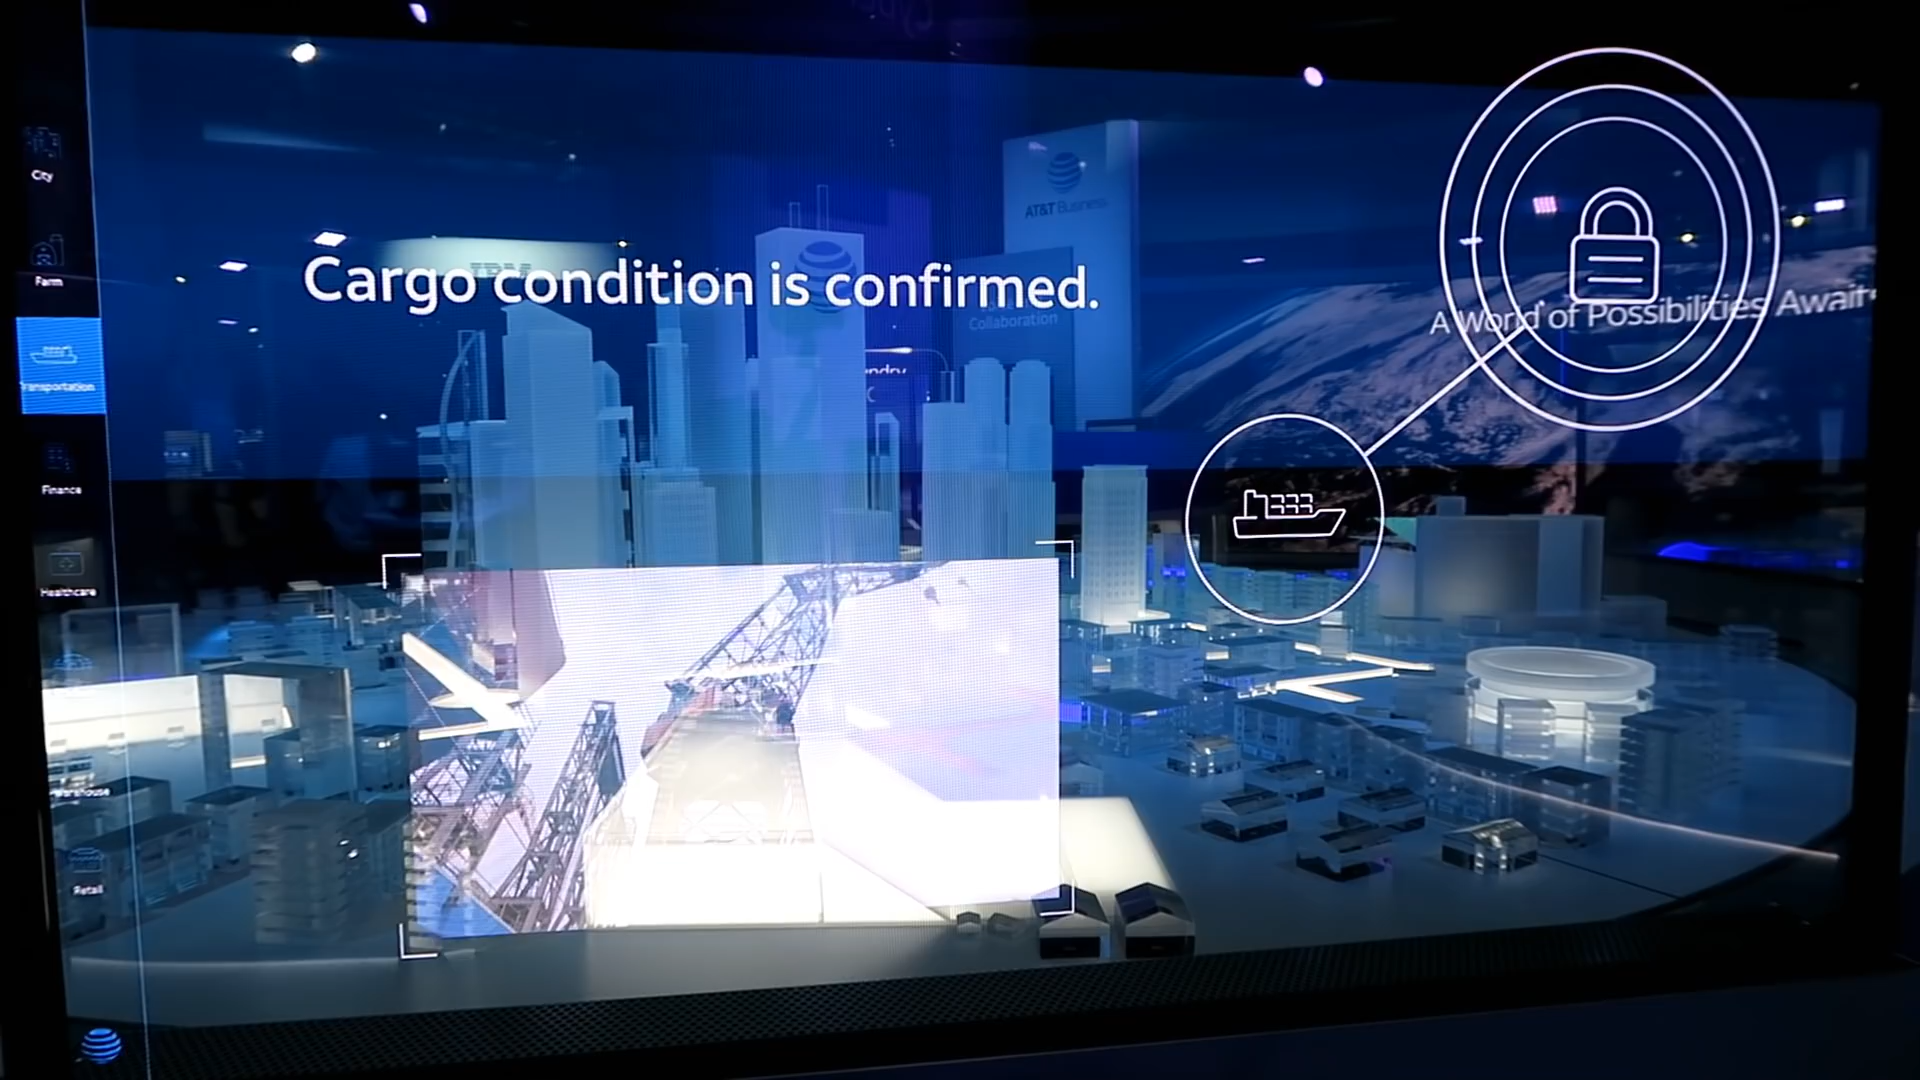 City
Farm
Transportation
Finance
Healthcare
Warehouse
Retail
AT&T Business
Cargo condition is confirmed.
Collaboration
A World of Possibilities Await